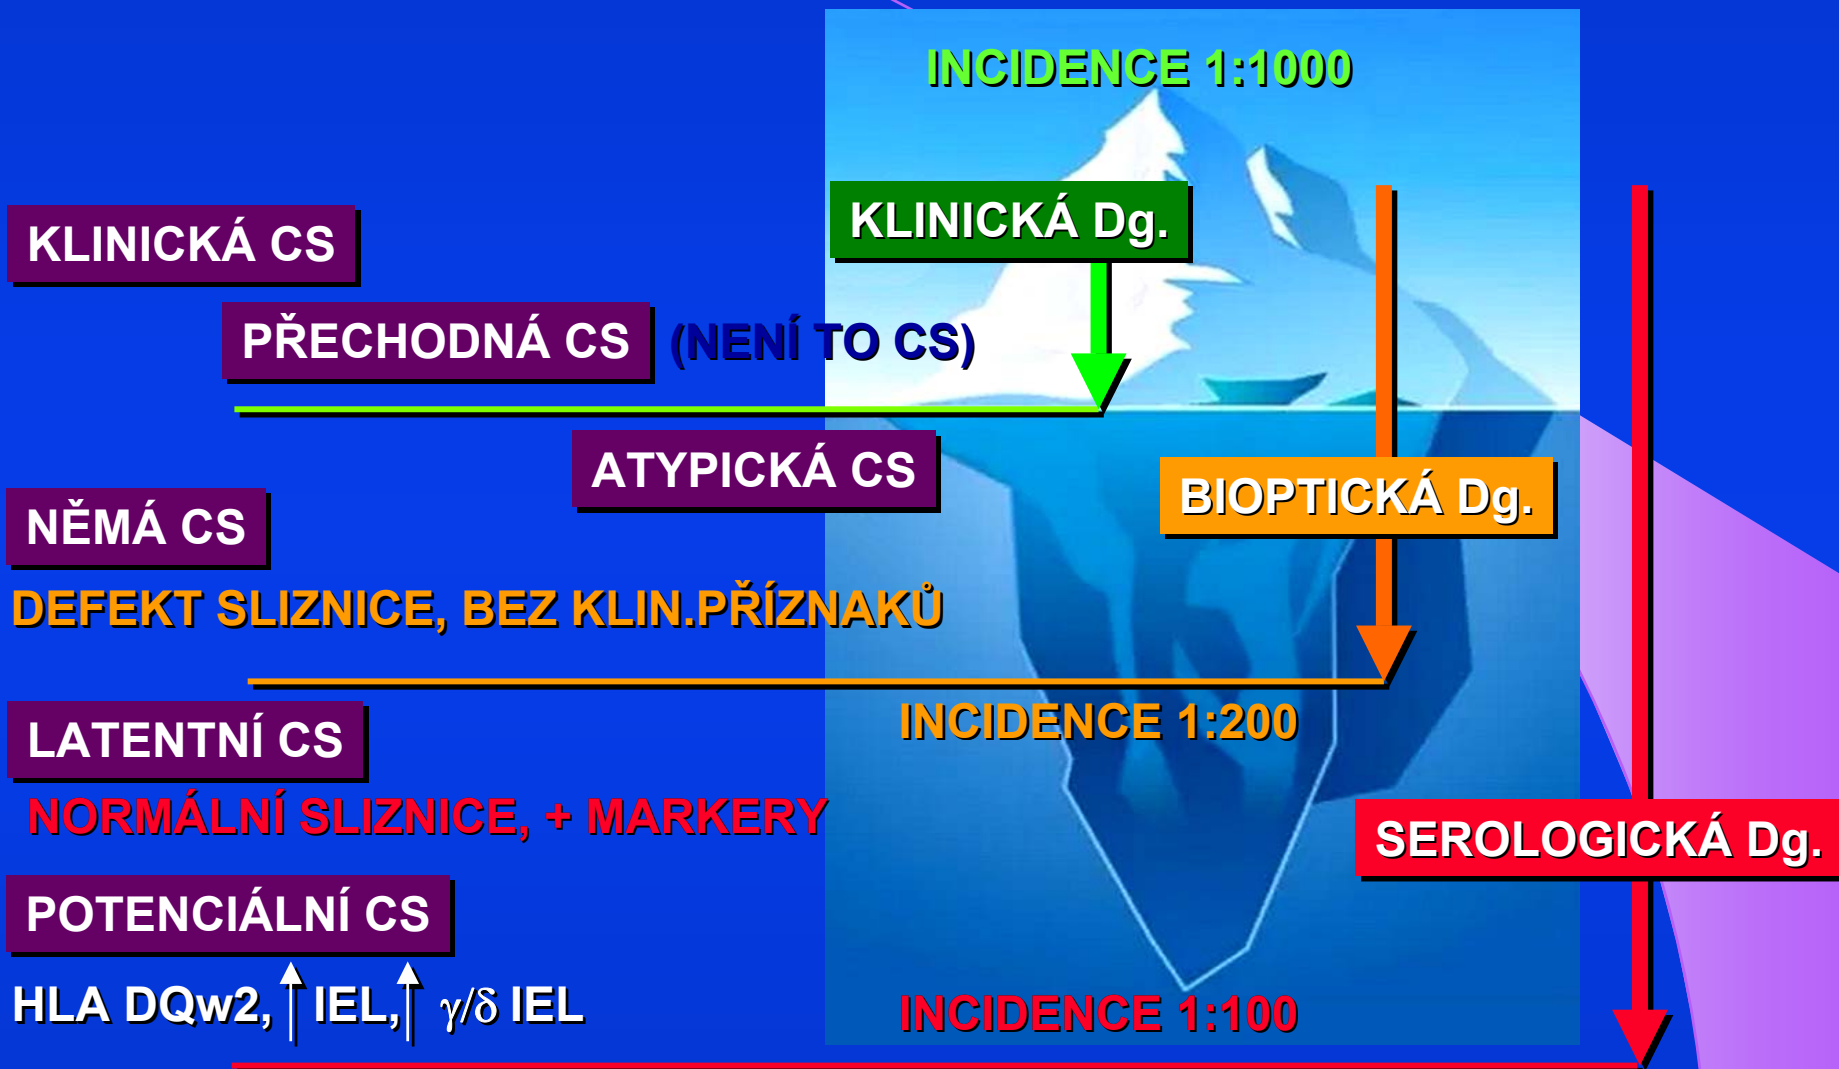 INCIDENCE 1:1000
KLINICKÁ CS
KLINICKÁ Dg.
PŘECHODNÁ CS (NENÍ TO CS)
ATYPICKÁ CS
BIOPTICKÁ Dg.
NĚMÁ CS
DEFEKT SLIZNICE, BEZ KLIN.PŘÍZNAKŮ
LATENTNÍ CS
INCIDENCE 1:200
NORMÁLNÍ SLIZNICE, + MARKERY
SEROLOGICKÁ Dg.
POTENCIÁLNÍ CS
HLA DQw2, ↑ IEL, ↑ γ/δ IEL
INCIDENCE 1:100